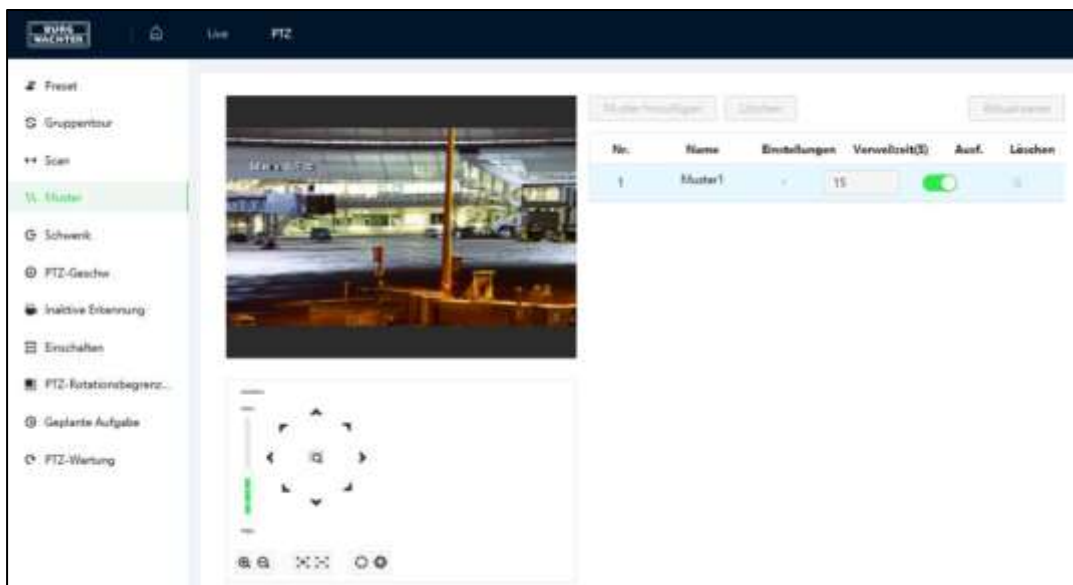 BURG
WÄCHTER
Live
PTZ
Preset
Gruppentour
Scan
Muster
Schwenk
PTZ-Geschw
Inaktive Erkennung
Einschalten
PTZ-Rotationsbegrenz...
Geplante Aufgabe
PTZ-Wartung
Muster hinzufügen
Löschen
Aktualisieren
Nr. Name Einstellungen Verweilzeit(S) Ausf. Löschen
1 Muster1 - 15